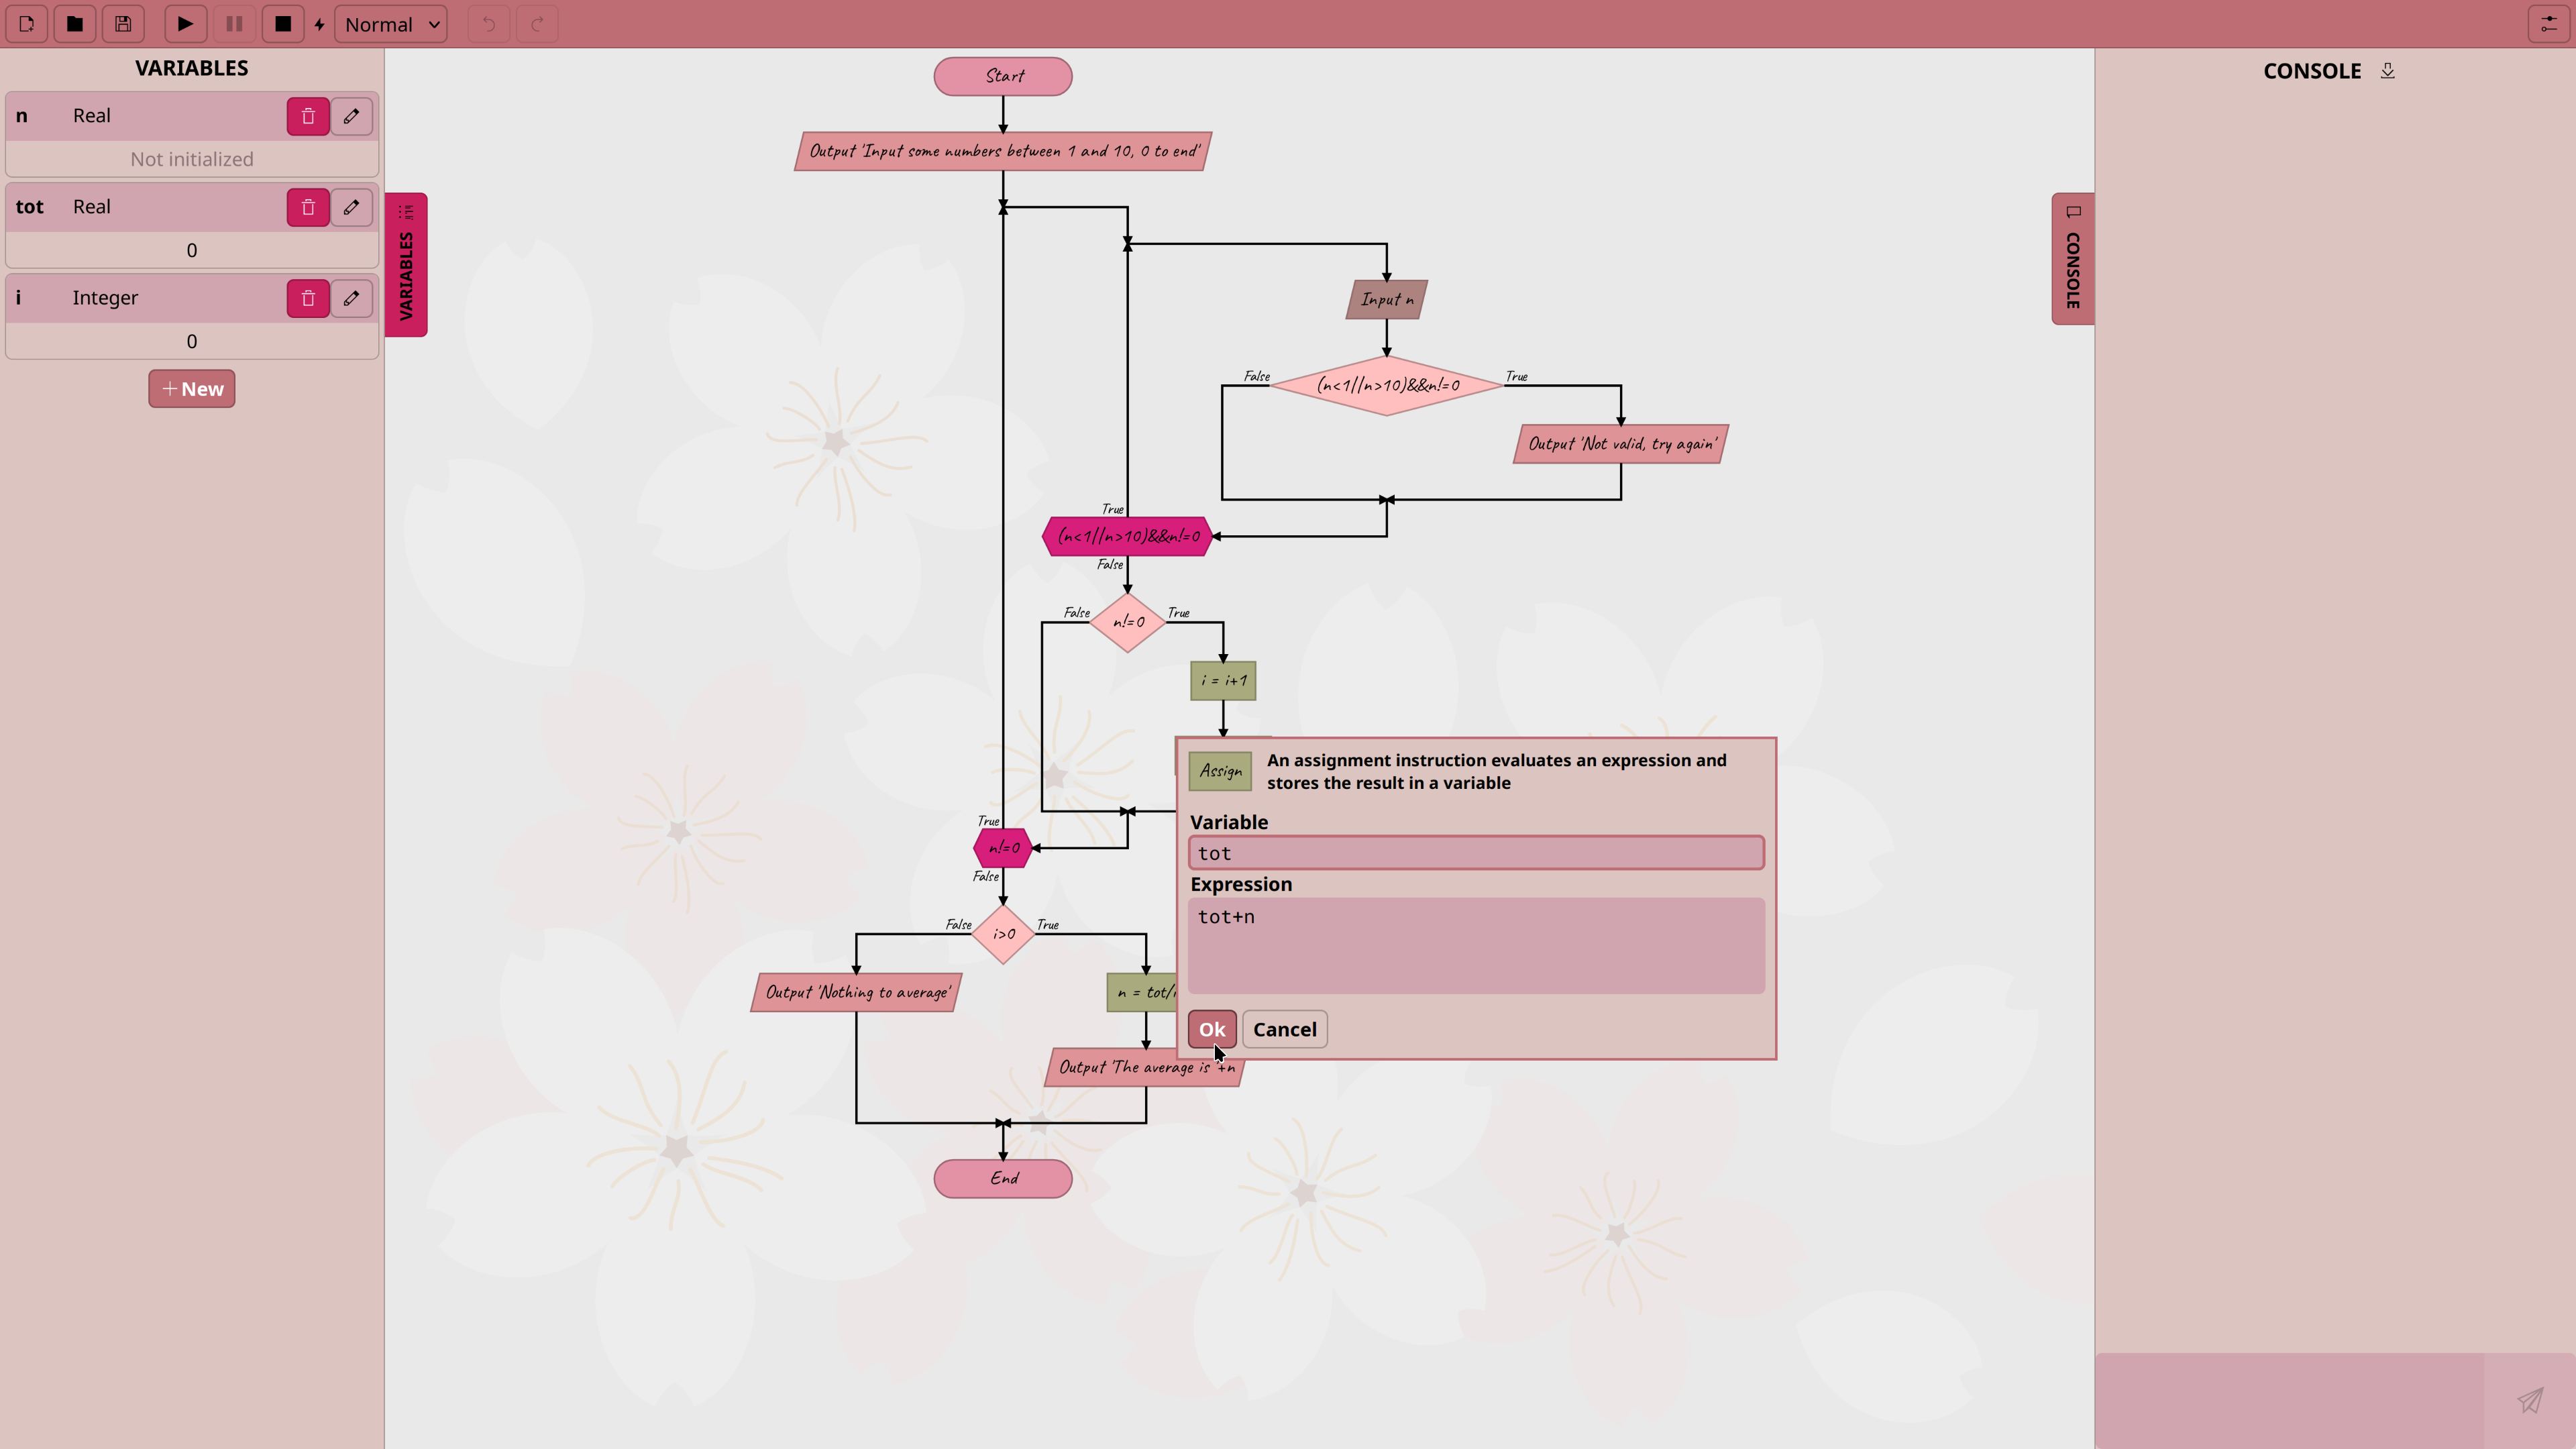 Normal
VARIABLES
n Real
Not initialized
tot Real
0
i Integer
0
New
VARIABLES
Start
Output 'Input some numbers between 1 and 10, 0 to end'
Input n
False
(n<1||n>10)&&n!=0
True
Output 'Not valid, try again'
True
(n<1||n>10)&&n!=0
False
False
n!=0
True
i = i+1
True
n!=0
False
False
i>0
True
Output 'Nothing to average'
n = tot/
Output 'The average is '+n
End
Assign
An assignment instruction evaluates an expression and
stores the result in a variable
Variable
tot
Expression
tot+n
Ok
Cancel
CONSOLE
CONSOLE